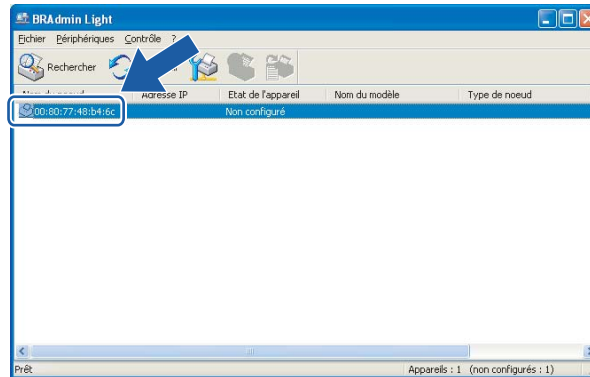 BRAdmin Light
Fichier Périphériques Contrôle ?
Rechercher
Adresse IP Etat de l'appareil Nom du modèle Type de noeud
00:80:77:48:b4:6c Non configuré
Prêt Appareils : 1 (non configurés : 1)